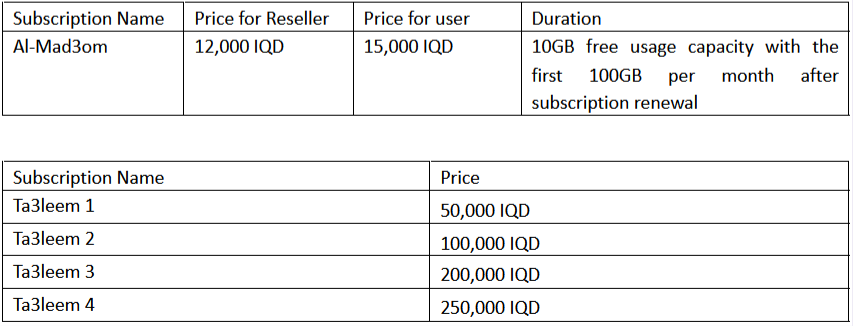 Subscription Name Price for Reseller Price for user Duration
Al-Mad3om 12,000 IQD 15,000 IQD 10GB free usage capacity with the
first 100GB per month after
subscription renewal
Subscription Name Price
Ta3leem 1 50,000 IQD
Ta3leem 2 100,000 IQD
Ta3leem 3 200,000 IQD
Ta3leem 4 250,000 IQD